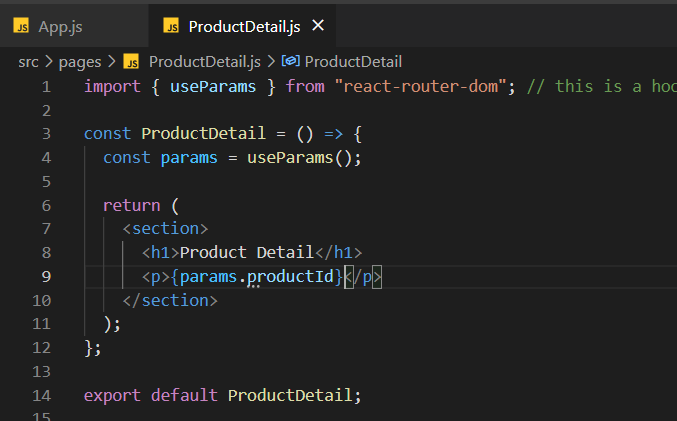 JS App.js JS ProductDetail.js ×
src > pages > JS ProductDetail.js > ProductDetail
1 import { useParams } from "react-router-dom"; // this is a
2
3 const ProductDetail = () => {
4 const params = useParams();
5
6 return (
7 <section>
8 <h1>Product Detail</h1>
9 <p>{params.productId}</p>
10 </section>
11 );
12 };
13
14 export default ProductDetail;
15